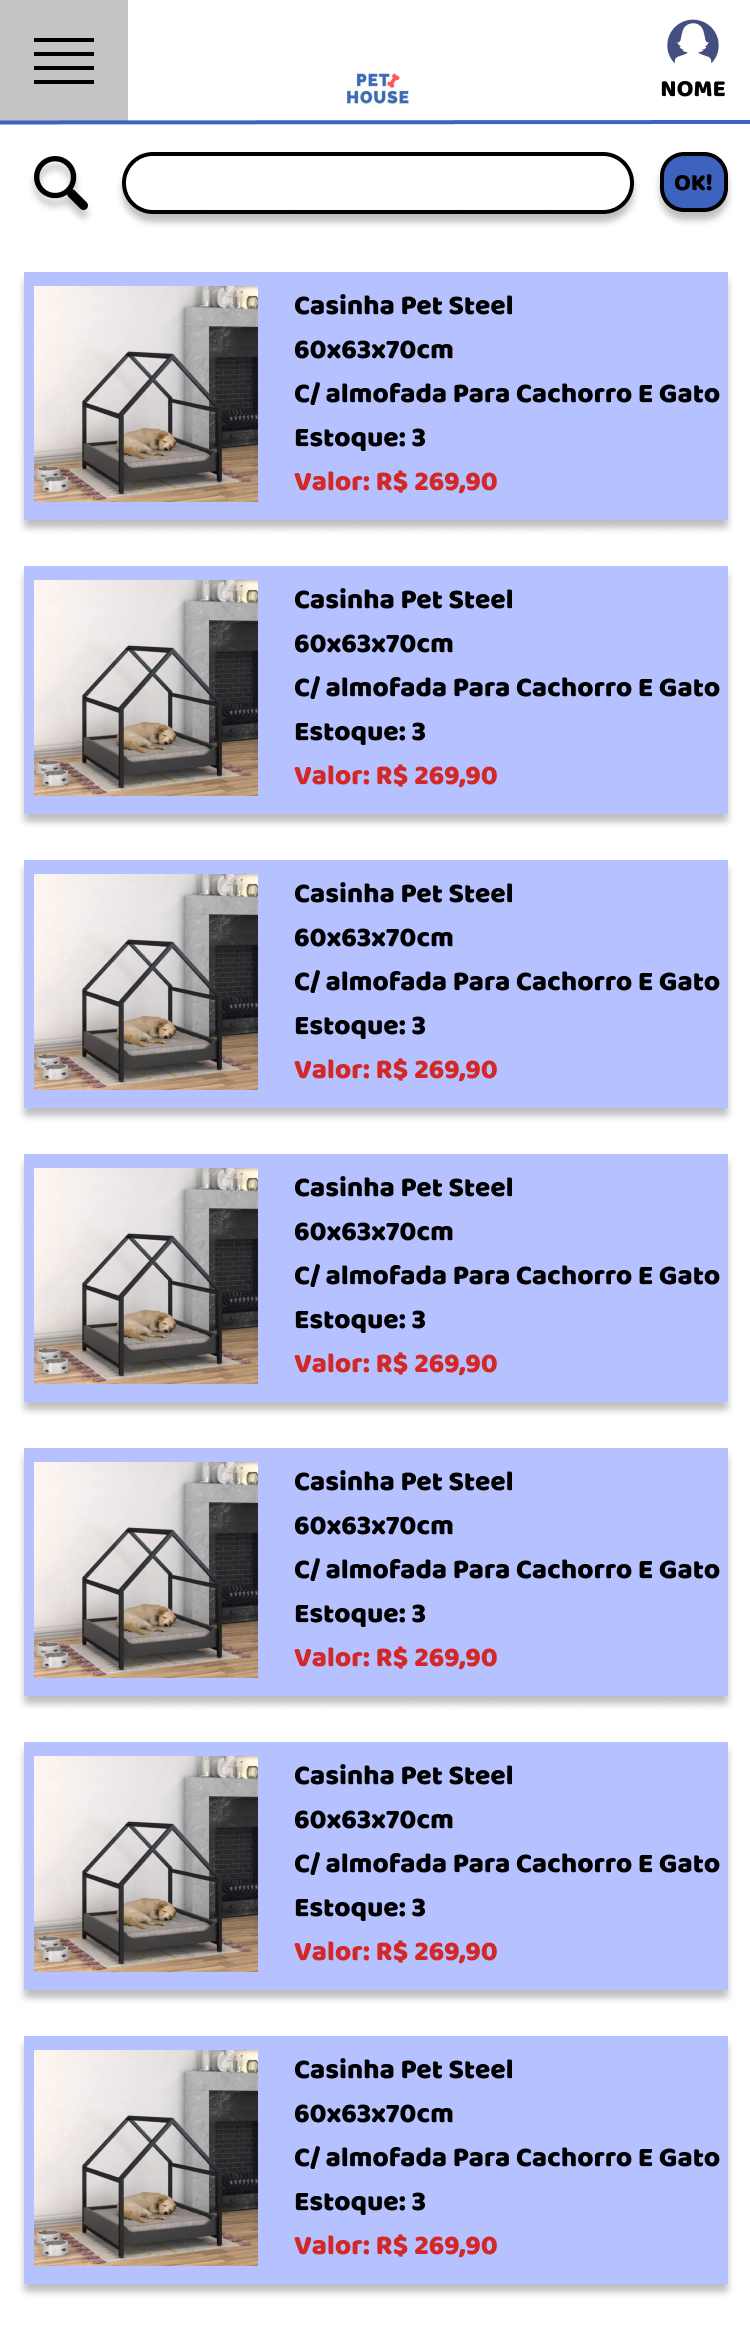 PET
HOUSE
NOME
OK!
Casinha Pet Steel
60x63x70cm
C/ almofada Para Cachorro E Gato
Estoque: 3
Valor: R$ 269,90
Casinha Pet Steel
60x63x70cm
C/ almofada Para Cachorro E Gato
Estoque: 3
Valor: R$ 269,90
Casinha Pet Steel
60x63x70cm
C/ almofada Para Cachorro E Gato
Estoque: 3
Valor: R$ 269,90
Casinha Pet Steel
60x63x70cm
C/ almofada Para Cachorro E Gato
Estoque: 3
Valor: R$ 269,90
Casinha Pet Steel
60x63x70cm
C/ almofada Para Cachorro E Gato
Estoque: 3
Valor: R$ 269,90
Casinha Pet Steel
60x63x70cm
C/ almofada Para Cachorro E Gato
Estoque: 3
Valor: R$ 269,90
Casinha Pet Steel
60x63x70cm
C/ almofada Para Cachorro E Gato
Estoque: 3
Valor: R$ 269,90